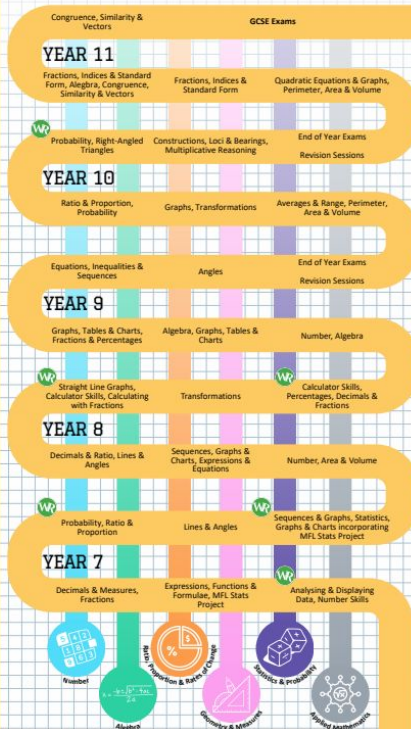 Congruence, Similarity &
Vectors
GCSE Exams
YEAR 11
Fractions, Indices & Standard
Form, Alegbra, Congruence,
Similarity & Vectors
Fractions, Indices &
Standard Form
Quadratic Equations & Graphs,
Perimeter, Area & Volume
WR
Probability, Right-Angled
Triangles
Constructions, Loci & Bearings,
Multiplicative Reasoning
End of Year Exams
Revision Sessions
YEAR 10
Ratio & Proportion,
Probability
Graphs, Transformations
Averages & Range, Perimeter,
Area & Volume
Equations, Inequalities &
Sequences
Angles
End of Year Exams
Revision Sessions
YEAR 9
Graphs, Tables & Charts,
Fractions & Percentages
Algebra, Graphs, Tables &
Charts
Number, Algebra
WR
Straight Line Graphs,
Calculator Skills, Calculating
with Fractions
Transformations
WR
Calculator Skills,
Percentages, Decimals &
Fractions
YEAR 8
Decimals & Ratio, Lines &
Angles
Sequences, Graphs &
Charts, Expressions &
Equations
Number, Area & Volume
WR
Probability, Ratio &
Proportion
Lines & Angles
WR
Sequences & Graphs, Statistics,
Graphs & Charts incorporating
MFL Stats Project
YEAR 7
Decimals & Measures,
Fractions
Expressions, Functions &
Formulae, MFL Stats
Project
WR
Analysing & Displaying
Data, Number Skills
Number
Algebra
Ratio, Proportion & Rates of Change
%
$
Geometry & Measures
Statistics & Probability
Applied Mathematics